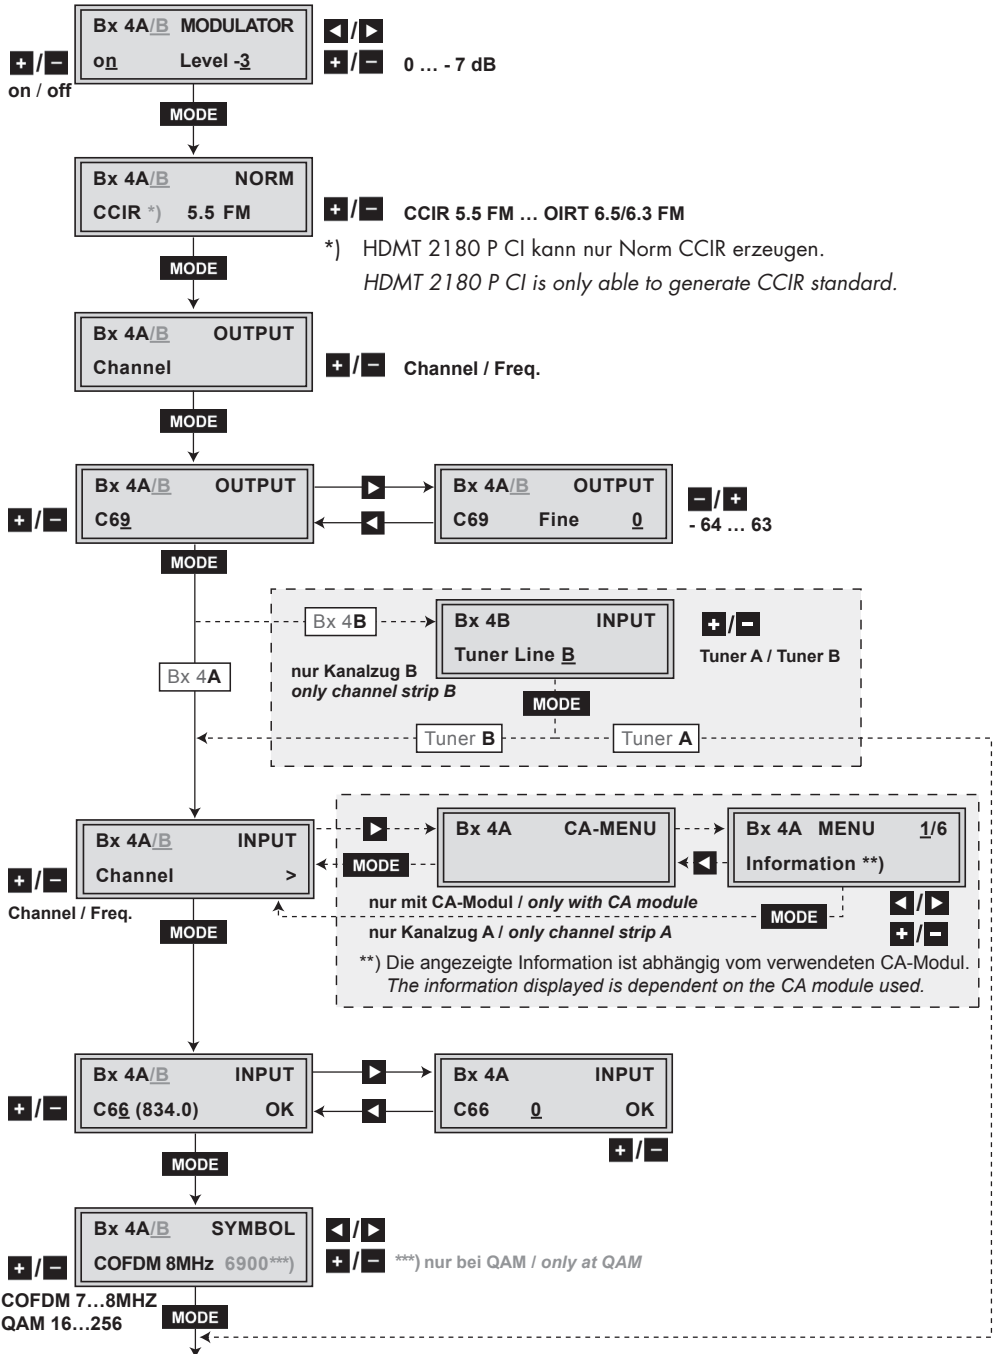 Bx 4A/B MODULATOR
on Level -3
+/−
on / off
◄/►
+/− 0 … - 7 dB
MODE
Bx 4A/B NORM
CCIR *) 5.5 FM
+/− CCIR 5.5 FM … OIRT 6.5/6.3 FM
*) HDMT 2180 P CI kann nur Norm CCIR erzeugen.
HDMT 2180 P CI is only able to generate CCIR standard.
MODE
Bx 4A/B OUTPUT
Channel
+/− Channel / Freq.
MODE
Bx 4A/B OUTPUT
C69
+/−
►
◄
Bx 4A/B OUTPUT
C69 Fine 0
−/+
- 64 … 63
MODE
Bx 4B
Bx 4B INPUT
Tuner Line B
+/−
Tuner A / Tuner B
nur Kanalzug B
only channel strip B
Bx 4A
MODE
Tuner B
Tuner A
Bx 4A/B INPUT
Channel >
+/−
Channel / Freq.
►
MODE
Bx 4A CA-MENU
◄
Bx 4A MENU 1/6
Information **)
nur mit CA-Modul / only with CA module
nur Kanalzug A / only channel strip A
MODE
◄/►
+/−
**) Die angezeigte Information ist abhängig vom verwendeten CA-Modul.
The information displayed is dependent on the CA module used.
MODE
Bx 4A/B INPUT
C66 (834.0) OK
+/−
►
◄
Bx 4A INPUT
C66 0 OK
+/−
MODE
Bx 4A/B SYMBOL
COFDM 8MHz 6900***)
+/−
COFDM 7…8MHZ
QAM 16…256
◄/►
+/− ***) nur bei QAM / only at QAM
MODE